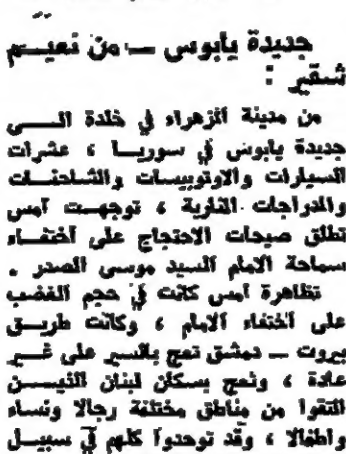 جديدة يابوس — من نعيم
شقير :
من مدينة الزهراء في خلدة الى
جديدة يابوس في سوريا ، عشرات
السيارات والاوتوبيسات والشاحنات
والدراجات النارية ، توجهت امس
تطلق صيحات الاحتجاج على اختفاء
سماحة الامام السيد موسى الصدر .
تظاهرة امس كانت في حجم الغضب
على اختفاء الامام ، وكانت طريق
بيروت — دمشق تعج بالسير على غير
عادة ، وتعج بسكان لبنان الذيسن
التقوا من مناطق مختلفة رجالا ونساء
واطفالا ، وقد توحدوا كلهم في سبيل